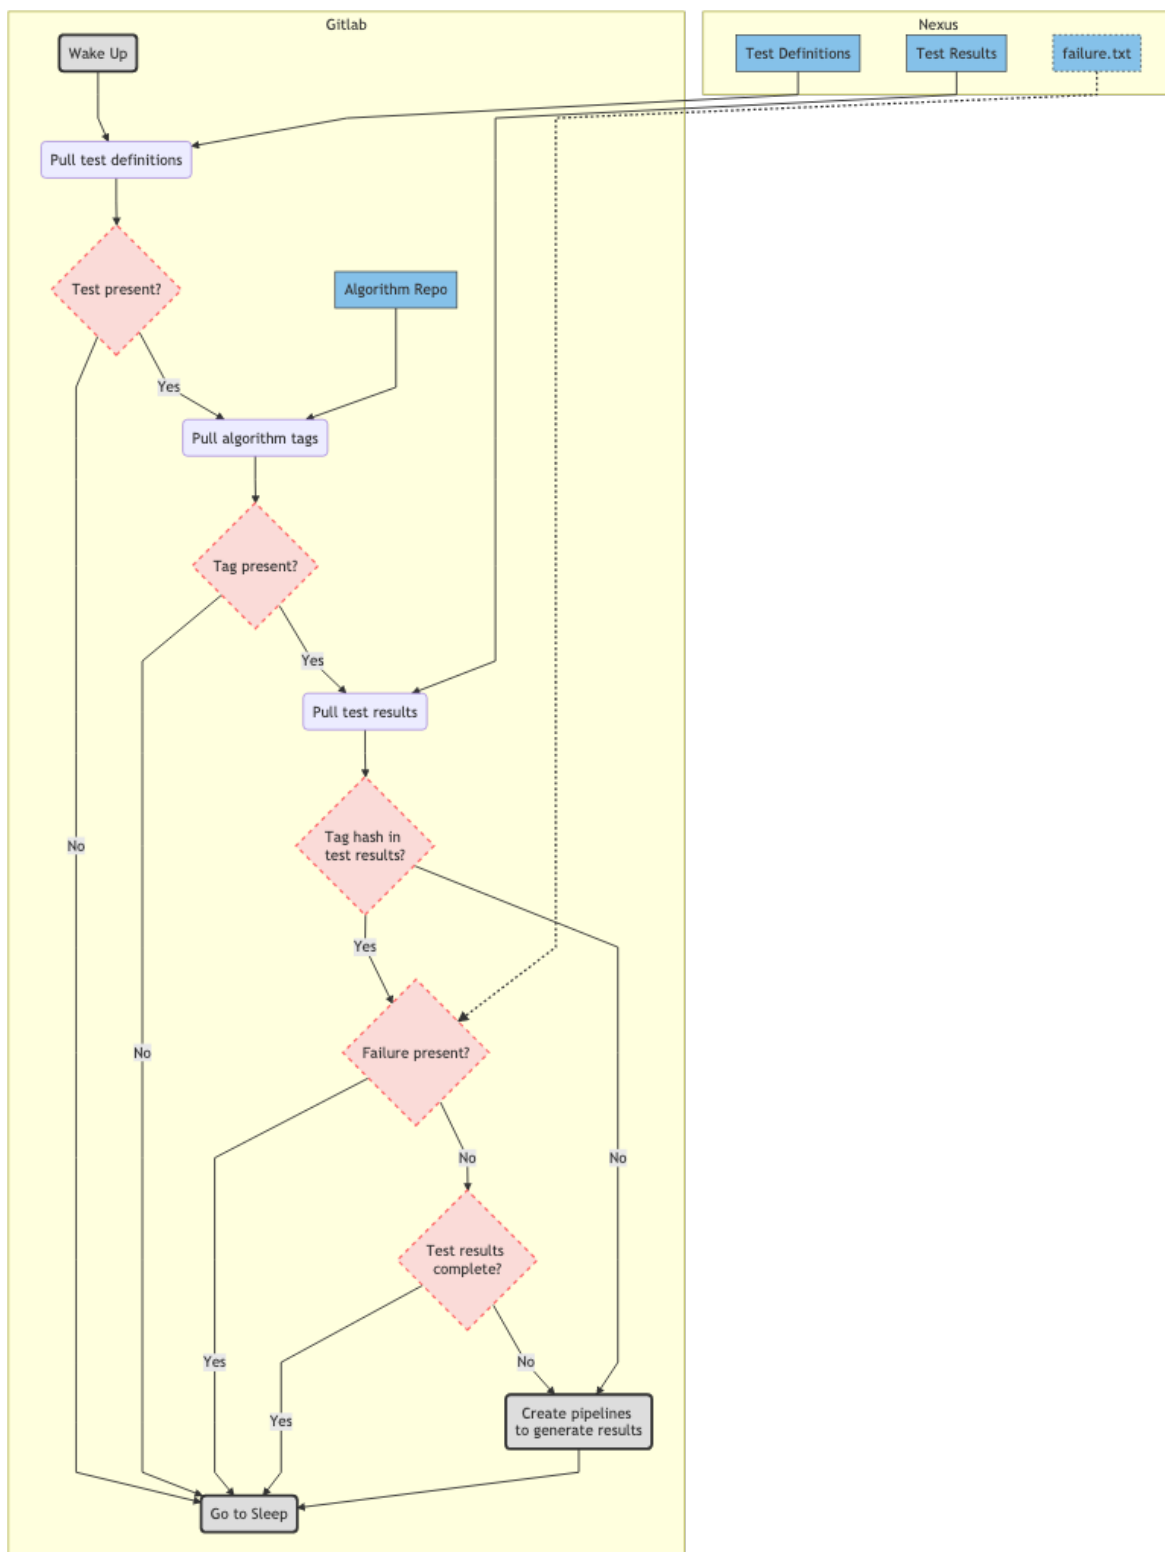 Gitlab
Nexus
Wake Up
Test Definitions
Test Results
failure.txt
Pull test definitions
Test present?
Algorithm Repo
Yes
Pull algorithm tags
Tag present?
Yes
Pull test results
Tag hash in
test results?
No
Yes
Failure present?
No
No
No
Test results
complete?
Yes
No
Yes
Create pipelines
to generate results
Go to Sleep